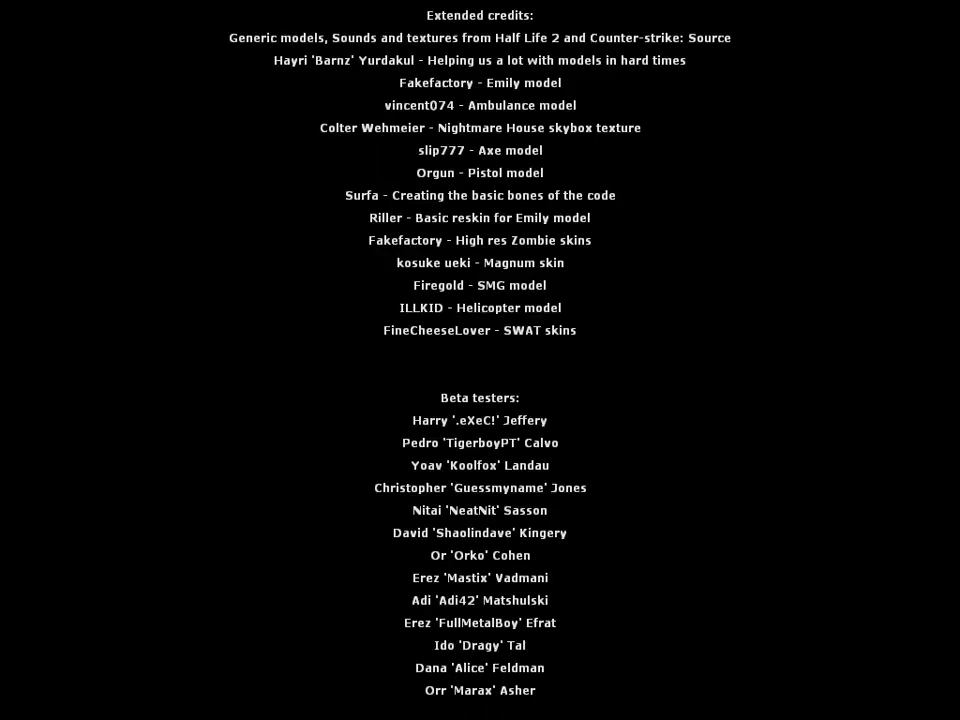 Extended credits:
Generic models, Sounds and textures from Half Life 2 and Counter-strike: Source
Hayri 'Barnz' Yurdakul - Helping us a lot with models in hard times
Fakefactory - Emily model
vincent074 - Ambulance model
Colter Wehmeier - Nightmare House skybox texture
slip777 - Axe model
Orgun - Pistol model
Surfa - Creating the basic bones of the code
Riller - Basic reskin for Emily model
Fakefactory - High res Zombie skins
kosuke ueki - Magnum skin
Firegold - SMG model
ILLKID - Helicopter model
FineCheeseLover - SWAT skins
Beta testers:
Harry '.eXeC!' Jeffery
Pedro 'TigerboyPT' Calvo
Yoav 'Koolfox' Landau
Christopher 'Guessmyname' Jones
Nitai 'NeatNit' Sasson
David 'Shaolindave' Kingery
Or 'Orko' Cohen
Erez 'Mastix' Vadmani
Adi 'Adi42' Matshulski
Erez 'FullMetalBoy' Efrat
Ido 'Dragy' Tal
Dana 'Alice' Feldman
Orr 'Marax' Asher